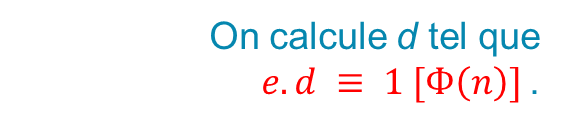 On calcule d tel que
e.d ≡ 1 [Φ(n)] .